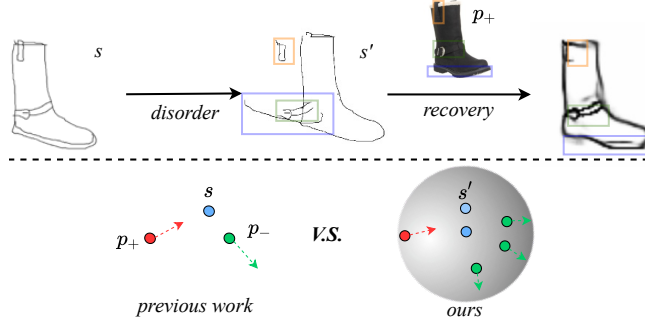 s
s′
p₊
disorder
recovery
s
s′
p₊
p₋
V.S.
previous work
ours